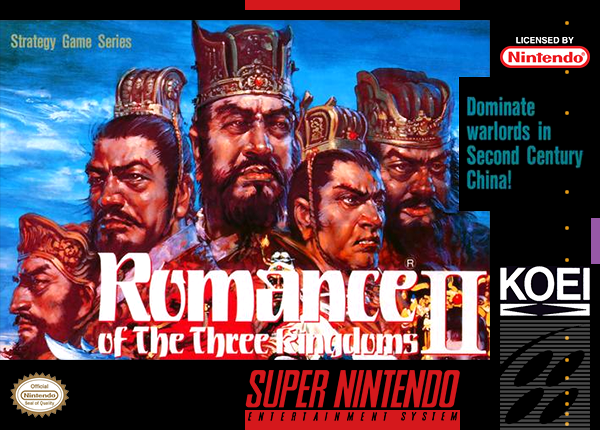 Strategy Game Series
LICENSED BY
Nintendo®
Dominate
warlords in
Second Century
China!
Romance II ®
of The Three Kingdoms
KOEI
Official
Nintendo
Seal of Quality
SUPER NINTENDO
ENTERTAINMENT SYSTEM